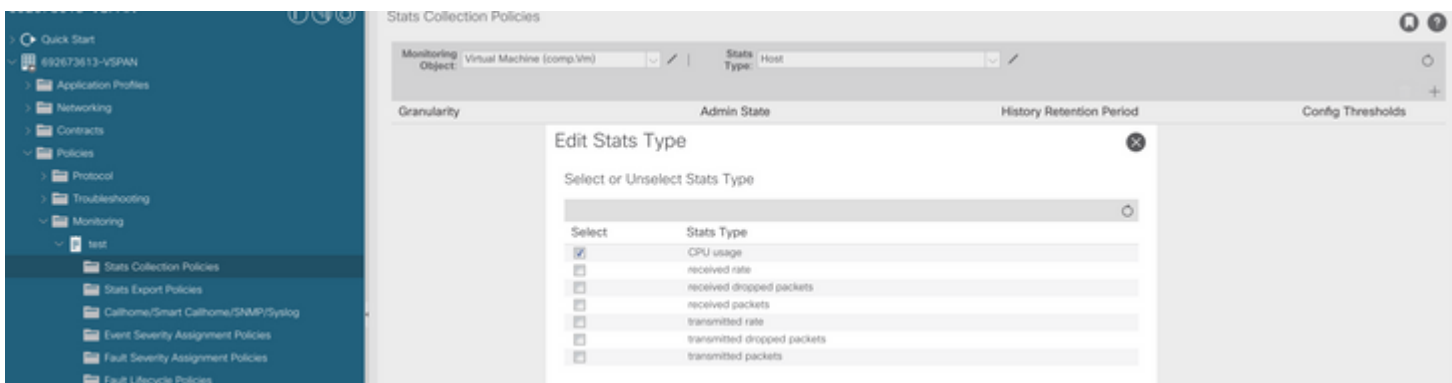 Quick Start
692673613-VSPAN
Application Profiles
Networking
Contracts
Policies
Protocol
Troubleshooting
Monitoring
test
Stats Collection Policies
Stats Export Policies
Callhome/Smart Callhome/SNMP/Syslog
Event Severity Assignment Policies
Fault Severity Assignment Policies
Fault Lifecycle Policies
Stats Collection Policies
Monitoring Object: Virtual Machine (comp.Vm) Stats Type: Host
Granularity Admin State History Retention Period Config Thresholds
Edit Stats Type
Select or Unselect Stats Type
Select Stats Type
CPU usage
received rate
received dropped packets
received packets
transmitted rate
transmitted dropped packets
transmitted packets